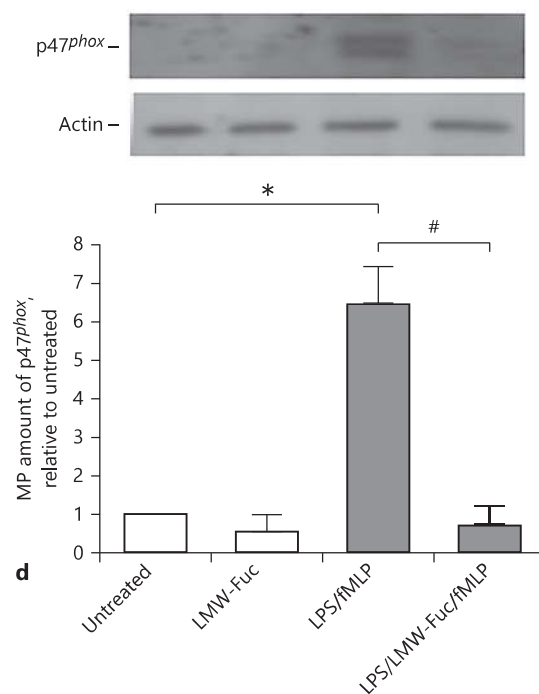 p47phox –
Actin –
*
#
8
7
6
5
4
3
2
1
0
MP amount of p47phox,
relative to untreated
d
Untreated
LMW-Fuc
LPS/fMLP
LPS/LMW-Fuc/fMLP